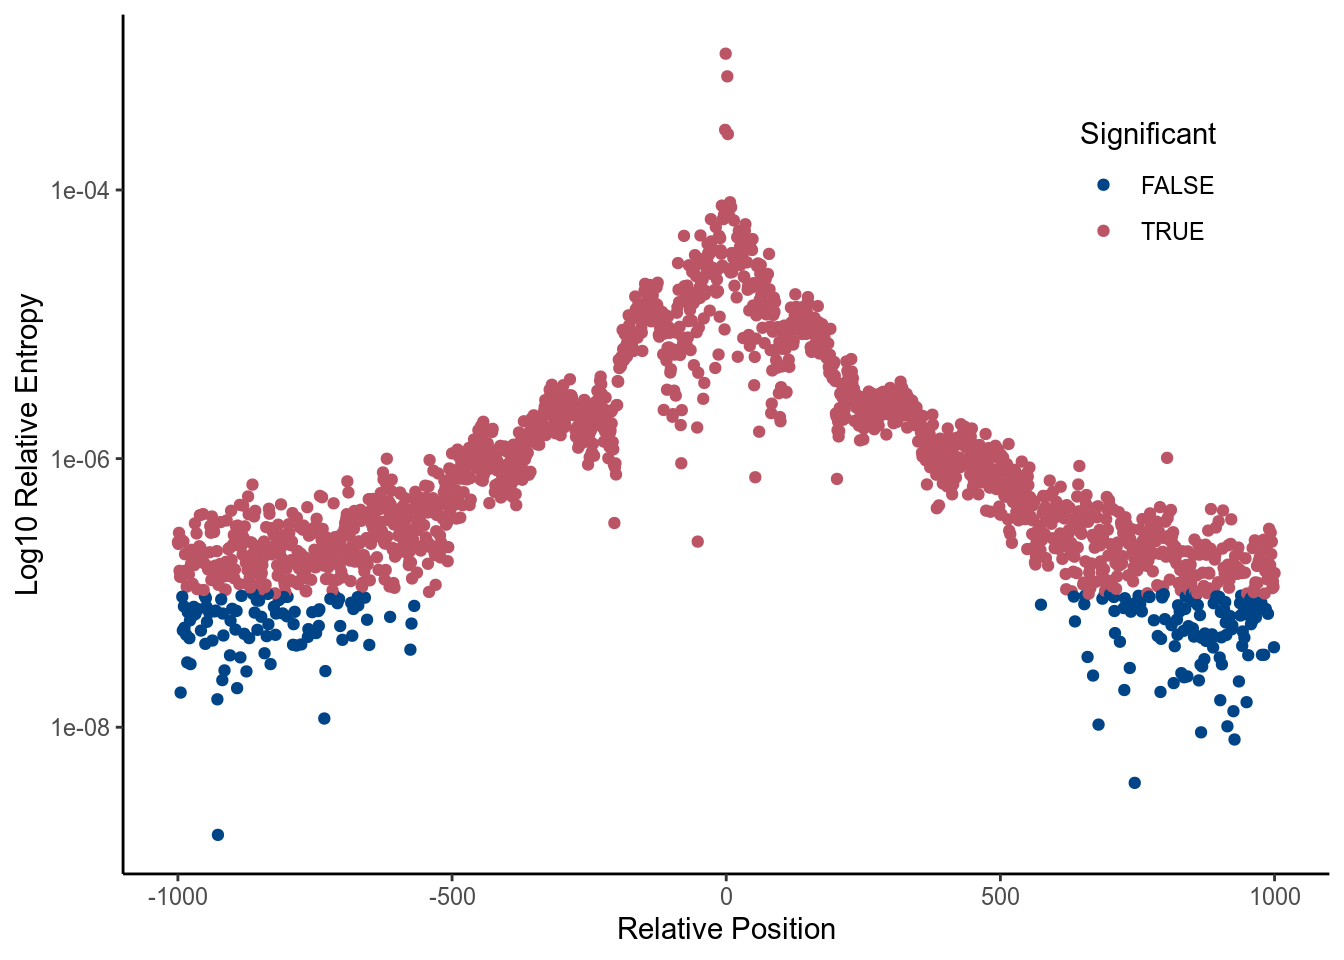 Significant
FALSE
TRUE
Log10 Relative Entropy
1e-04
1e-06
1e-08
-1000
-500
0
500
1000
Relative Position